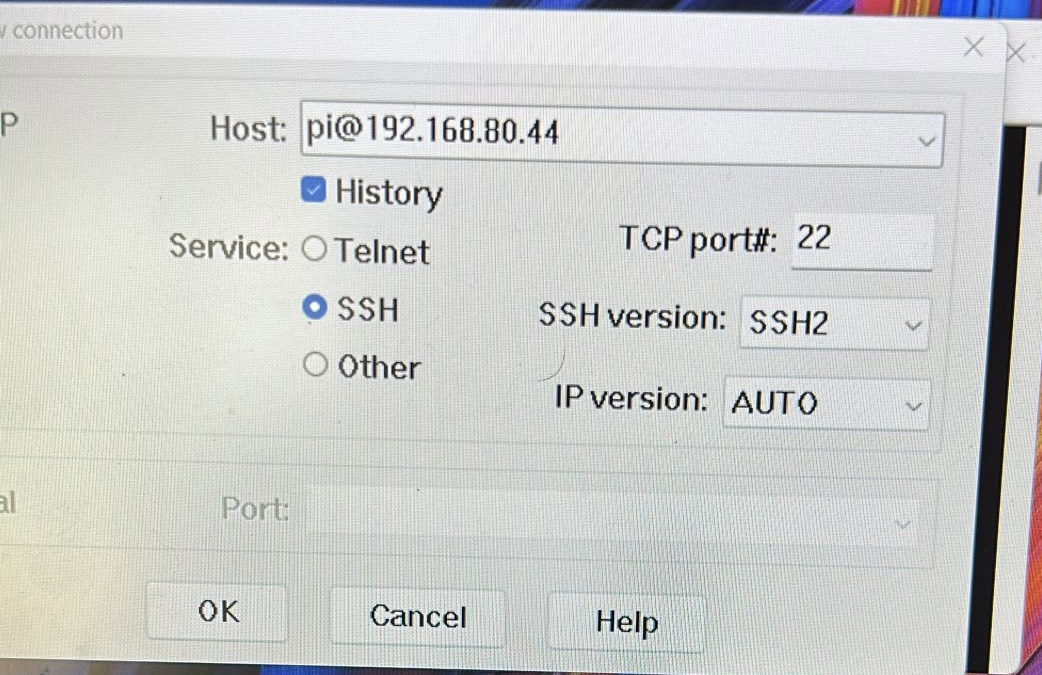 connection
P
Host: pi@192.168.80.44
History
Service: Telnet
TCP port#: 22
SSH
SSH version: SSH2
Other
IP version: AUTO
al
Port:
OK Cancel Help